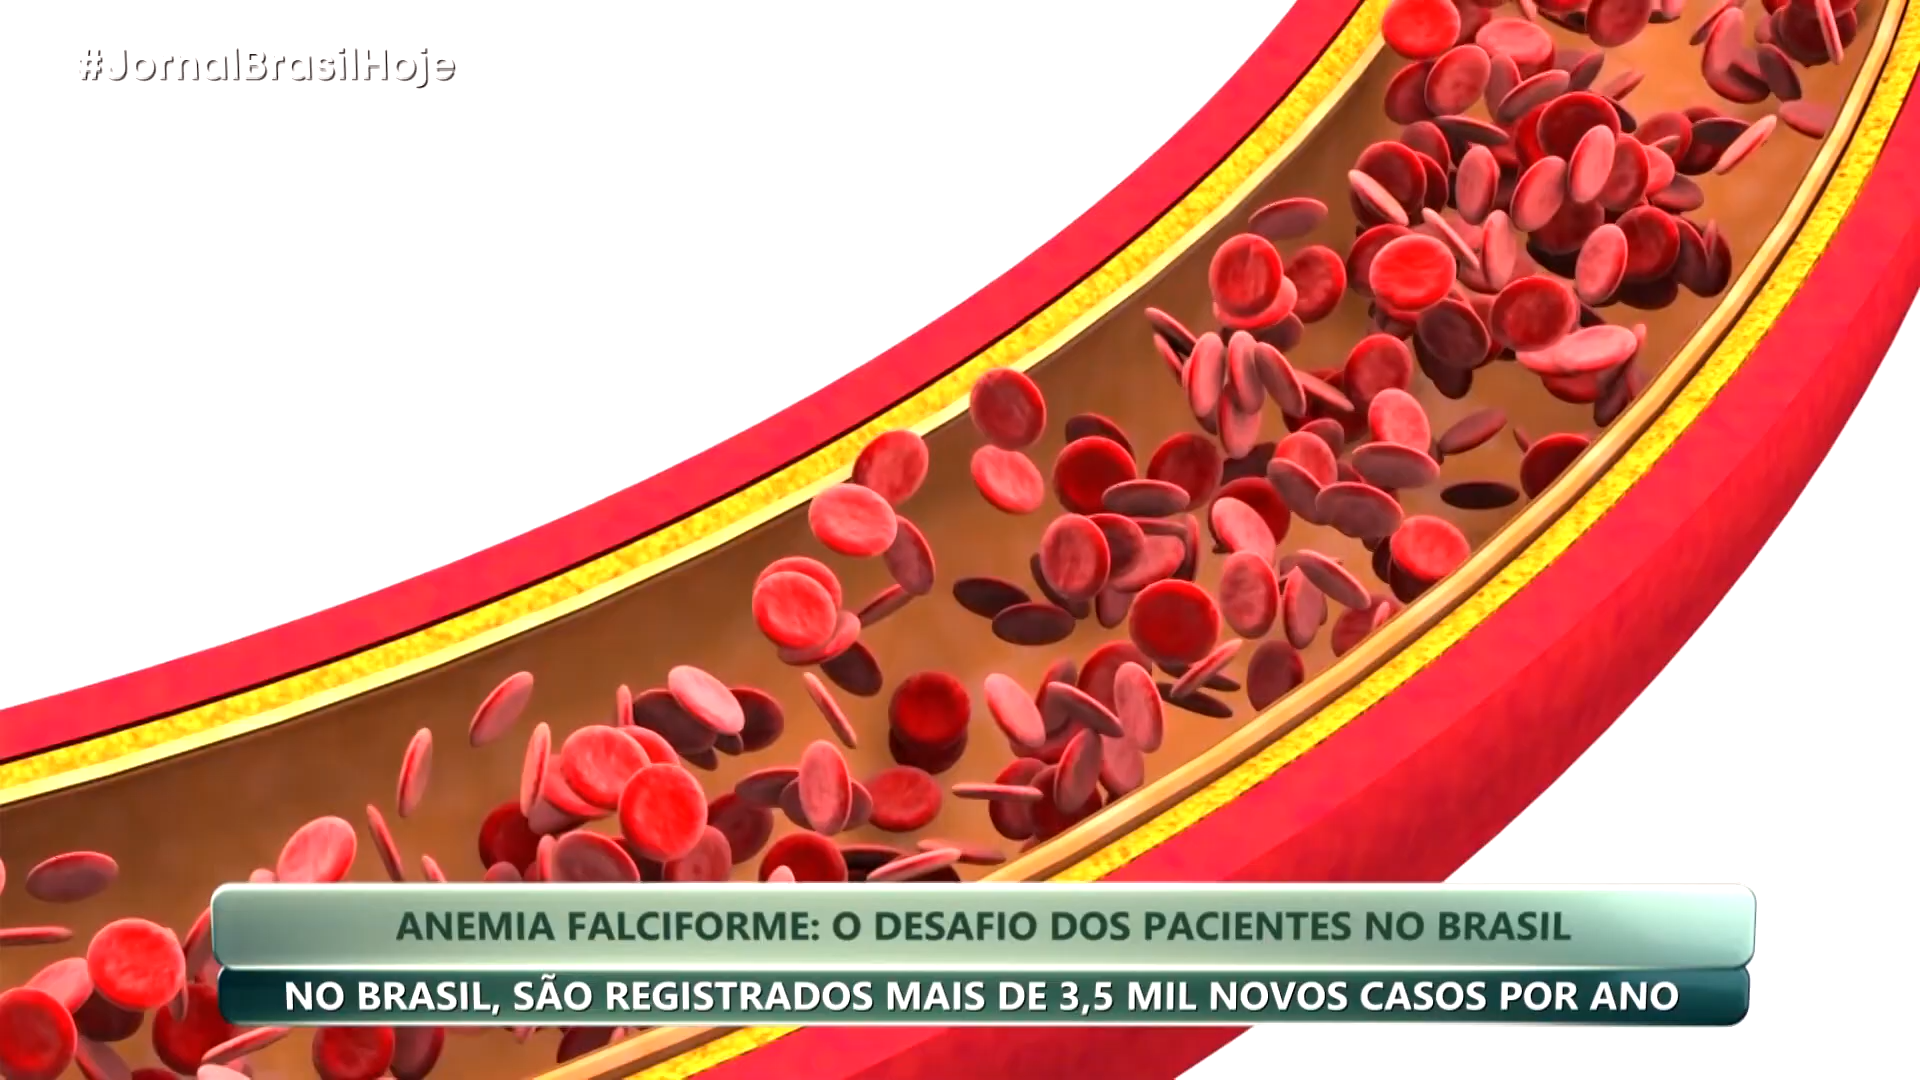 #JornalBrasilHoje
ANEMIA FALCIFORME: O DESAFIO DOS PACIENTES NO BRASIL
NO BRASIL, SÃO REGISTRADOS MAIS DE 3,5 MIL NOVOS CASOS POR ANO